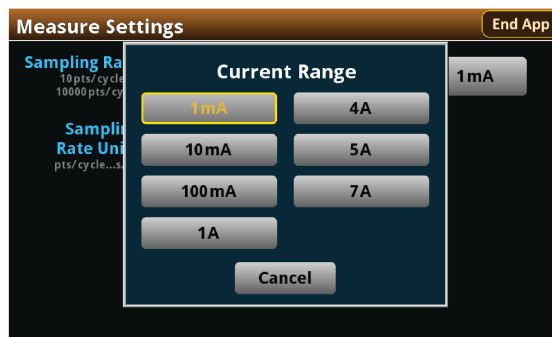 Measure Settings
End App
Sampling Ra
10pts/cycle
10000pts/cy
1mA
Samplin
Rate Uni
pts/cycle...s/
Current Range
1mA
4A
10mA
5A
100mA
7A
1A
Cancel